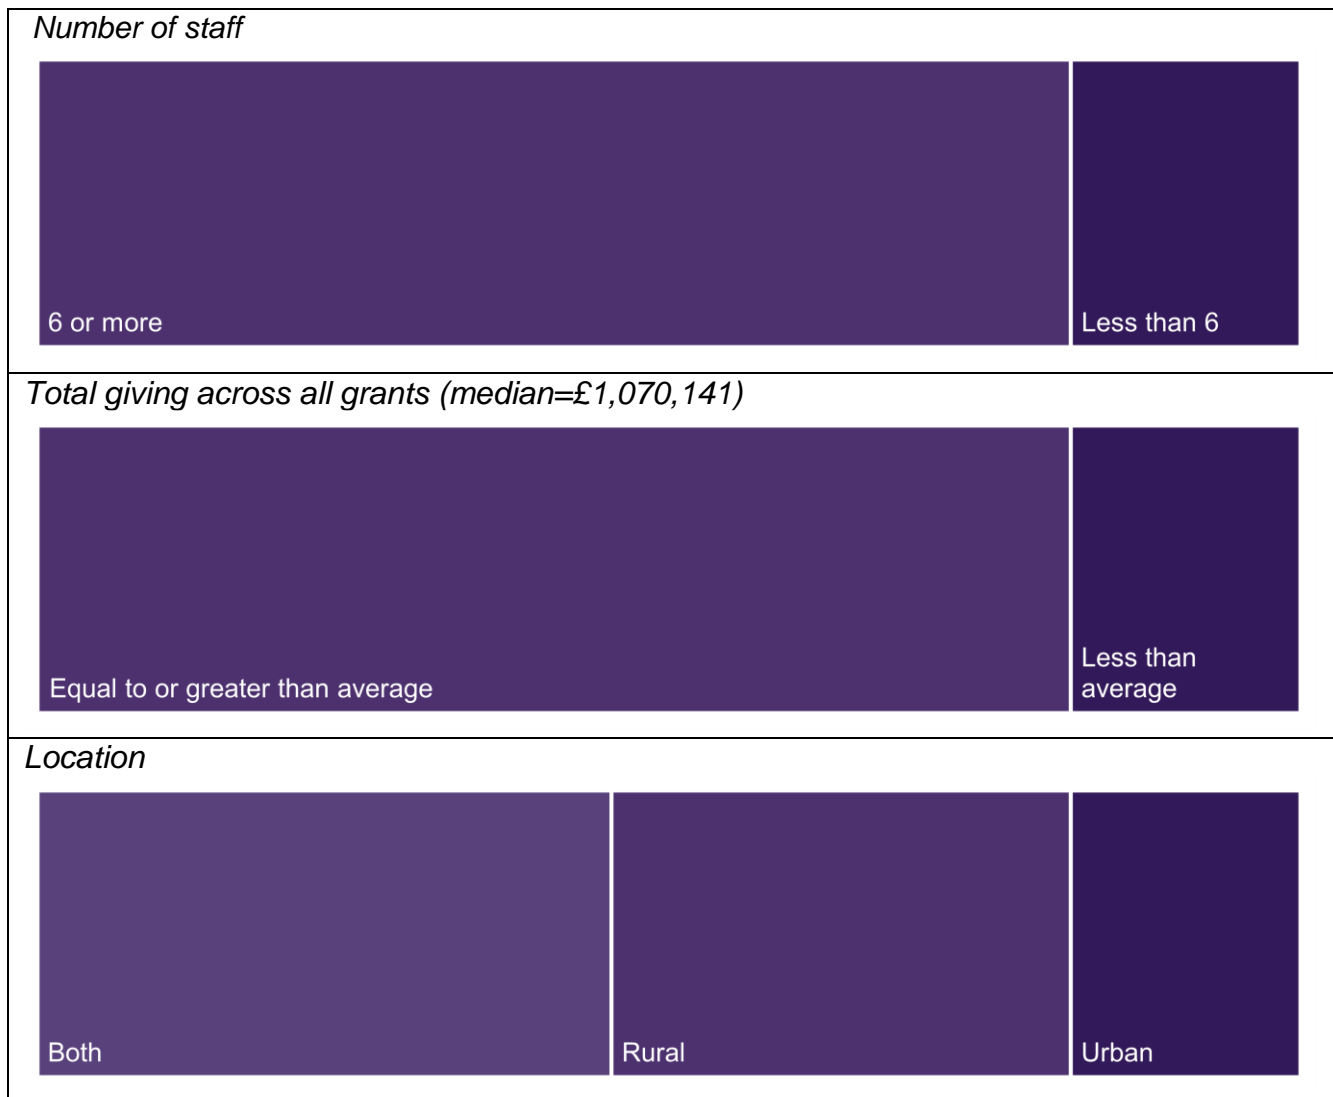 Number of staff
6 or more
Less than 6
Total giving across all grants (median=£1,070,141)
Equal to or greater than average
Less than
average
Location
Both
Rural
Urban